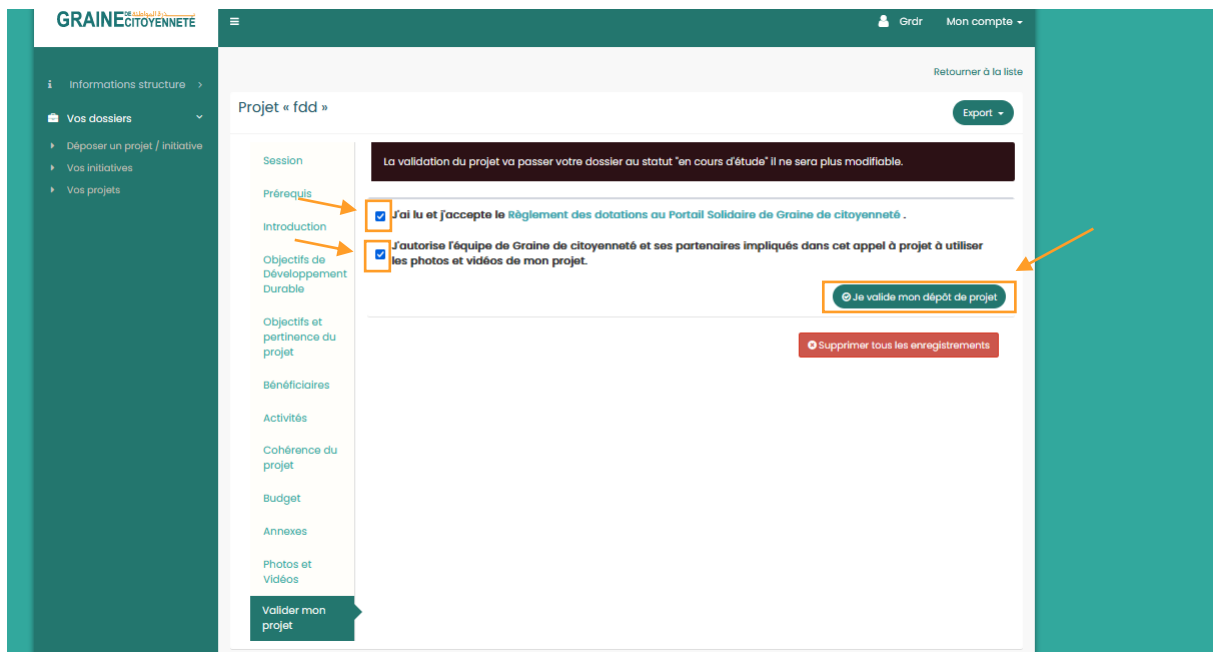 GRAINE DE CITOYENNETÉ
Grdr Mon compte
Retourner à la liste
Informations structure
Vos dossiers
Déposer un projet / initiative
Vos initiatives
Vos projets
Projet « fdd »
Export
Session
Prérequis
Introduction
Objectifs de
Développement
Durable
Objectifs et
pertinence du
projet
Bénéficiaires
Activités
Cohérence du
projet
Budget
Annexes
Photos et
Vidéos
Valider mon
projet
La validation du projet va passer votre dossier au statut "en cours d'étude" il ne sera plus modifiable.
J'ai lu et j'accepte le Règlement des dotations au Portail Solidaire de Graine de citoyenneté .
J'autorise l'équipe de Graine de citoyenneté et ses partenaires impliqués dans cet appel à projet à utiliser
les photos et vidéos de mon projet.
Je valide mon dépôt de projet
Supprimer tous les enregistrements